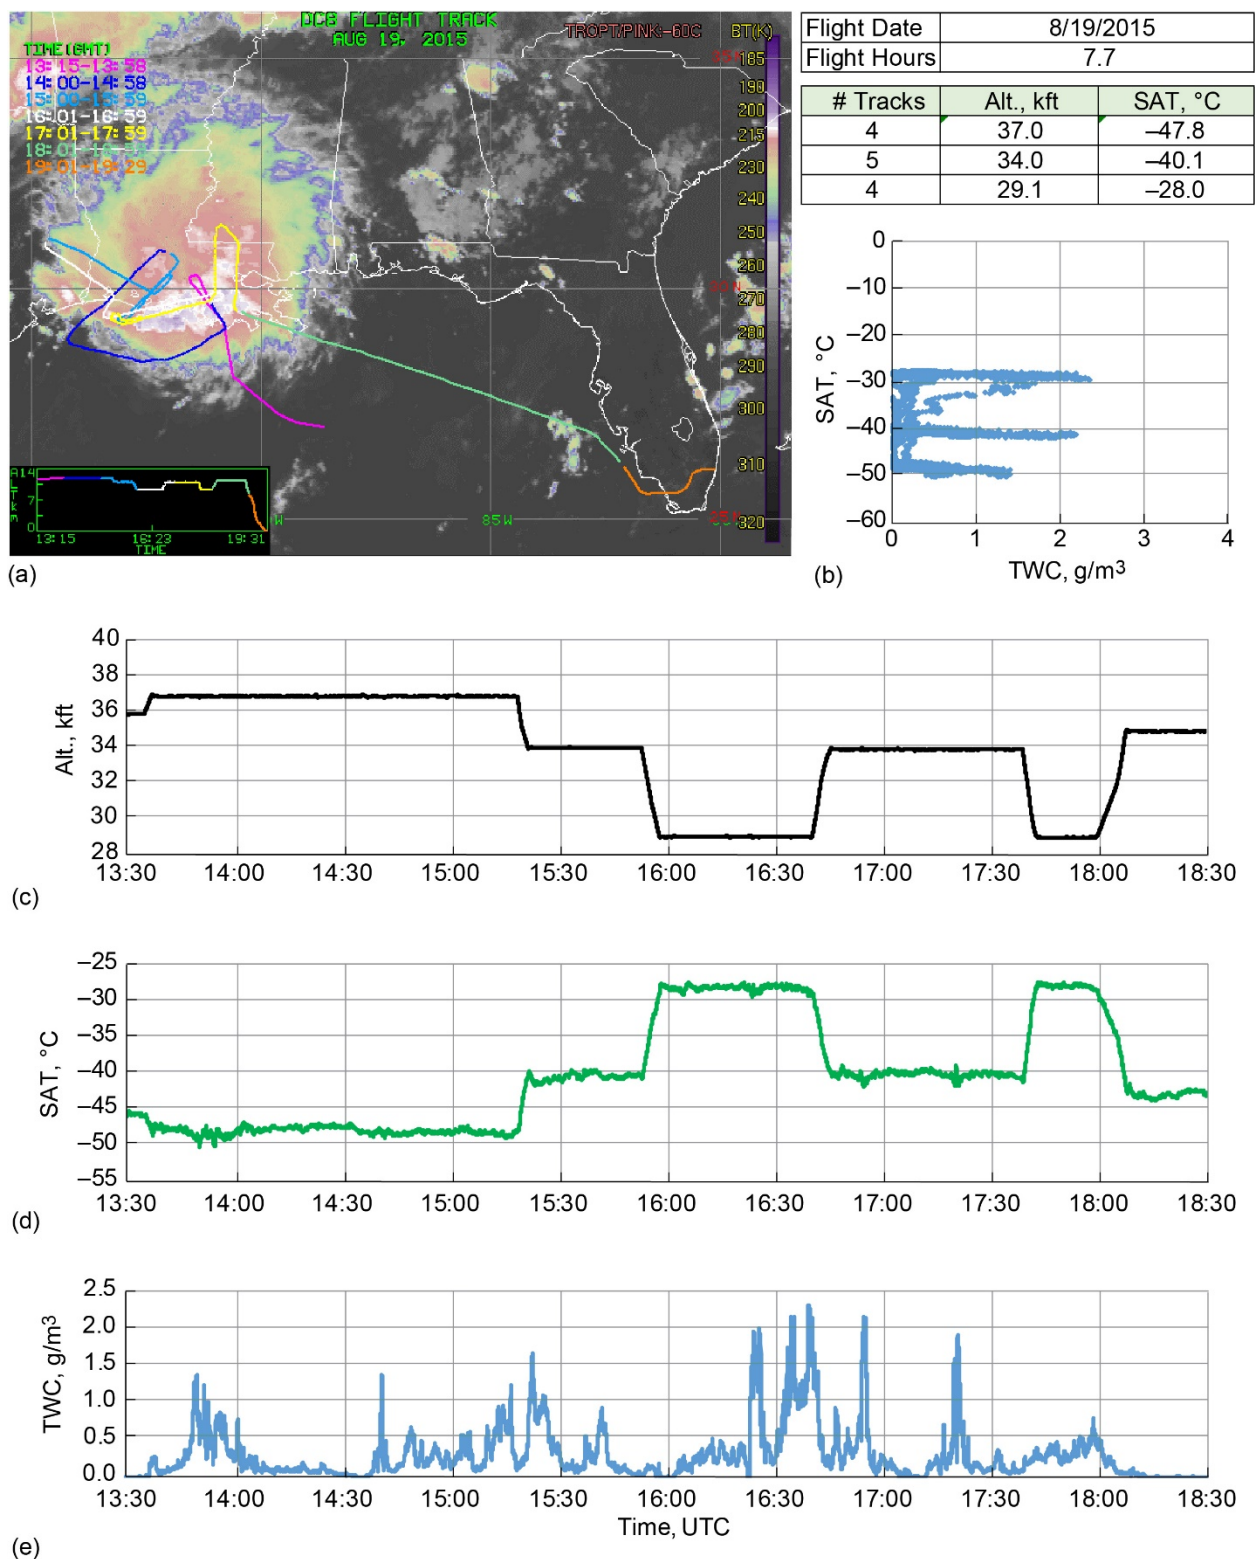 DC8 FLIGHT TRACK
AUG 19, 2015
TROPT/PINK:-60C
BT(K)
TIME(GMT)
13:15-13:58
14:00-14:58
15:00-15:59
16:01-16:59
17:01-17:59
19:01-19:29
185
190
200
215
230
240
250
260
270
280
290
300
310
320
85W
14
7
0
13:15
16:23
19:31
TIME
(a)
Flight Date 8/19/2015
Flight Hours 7.7
# Tracks Alt., kft SAT, °C
4 37.0 –47.8
5 34.0 –40.1
4 29.1 –28.0
0
–10
–20
–30
–40
–50
–60
SAT, °C
0 1 2 3 4
TWC, g/m3
(b)
40
38
36
34
32
30
28
Alt., kft
13:30 14:00 14:30 15:00 15:30 16:00 16:30 17:00 17:30 18:00 18:30
(c)
–25
–30
–35
–40
–45
–50
–55
SAT, °C
13:30 14:00 14:30 15:00 15:30 16:00 16:30 17:00 17:30 18:00 18:30
(d)
2.5
2.0
1.5
1.0
0.5
0.0
TWC, g/m3
13:30 14:00 14:30 15:00 15:30 16:00 16:30 17:00 17:30 18:00 18:30
Time, UTC
(e)